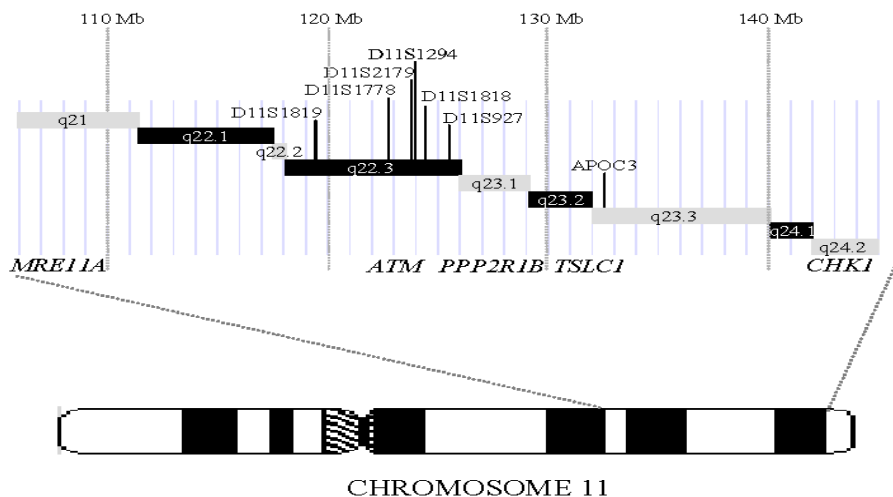 110 Mb 120 Mb 130 Mb 140 Mb
D11S1294
D11S2179
D11S1778
D11S1818
D11S1819
D11S927
q21
q22.1
q22.2
q22.3
APOC3
q23.1
q23.2
q23.3
q24.1
q24.2
MRE11A ATM PPP2R1B TSLC1 CHK1
CHROMOSOME 11